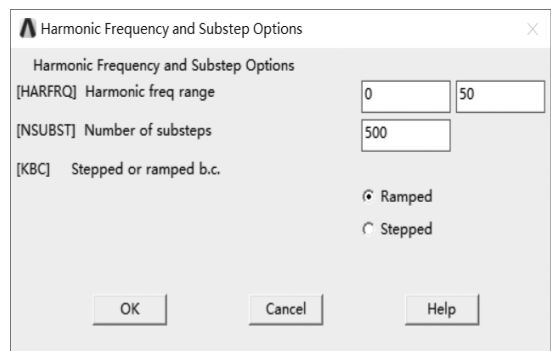 Harmonic Frequency and Substep Options
Harmonic Frequency and Substep Options
[HARFRQ] Harmonic freq range 0 50
[NSUBST] Number of substeps 500
[KBC] Stepped or ramped b.c.
Ramped
Stepped
OK Cancel Help